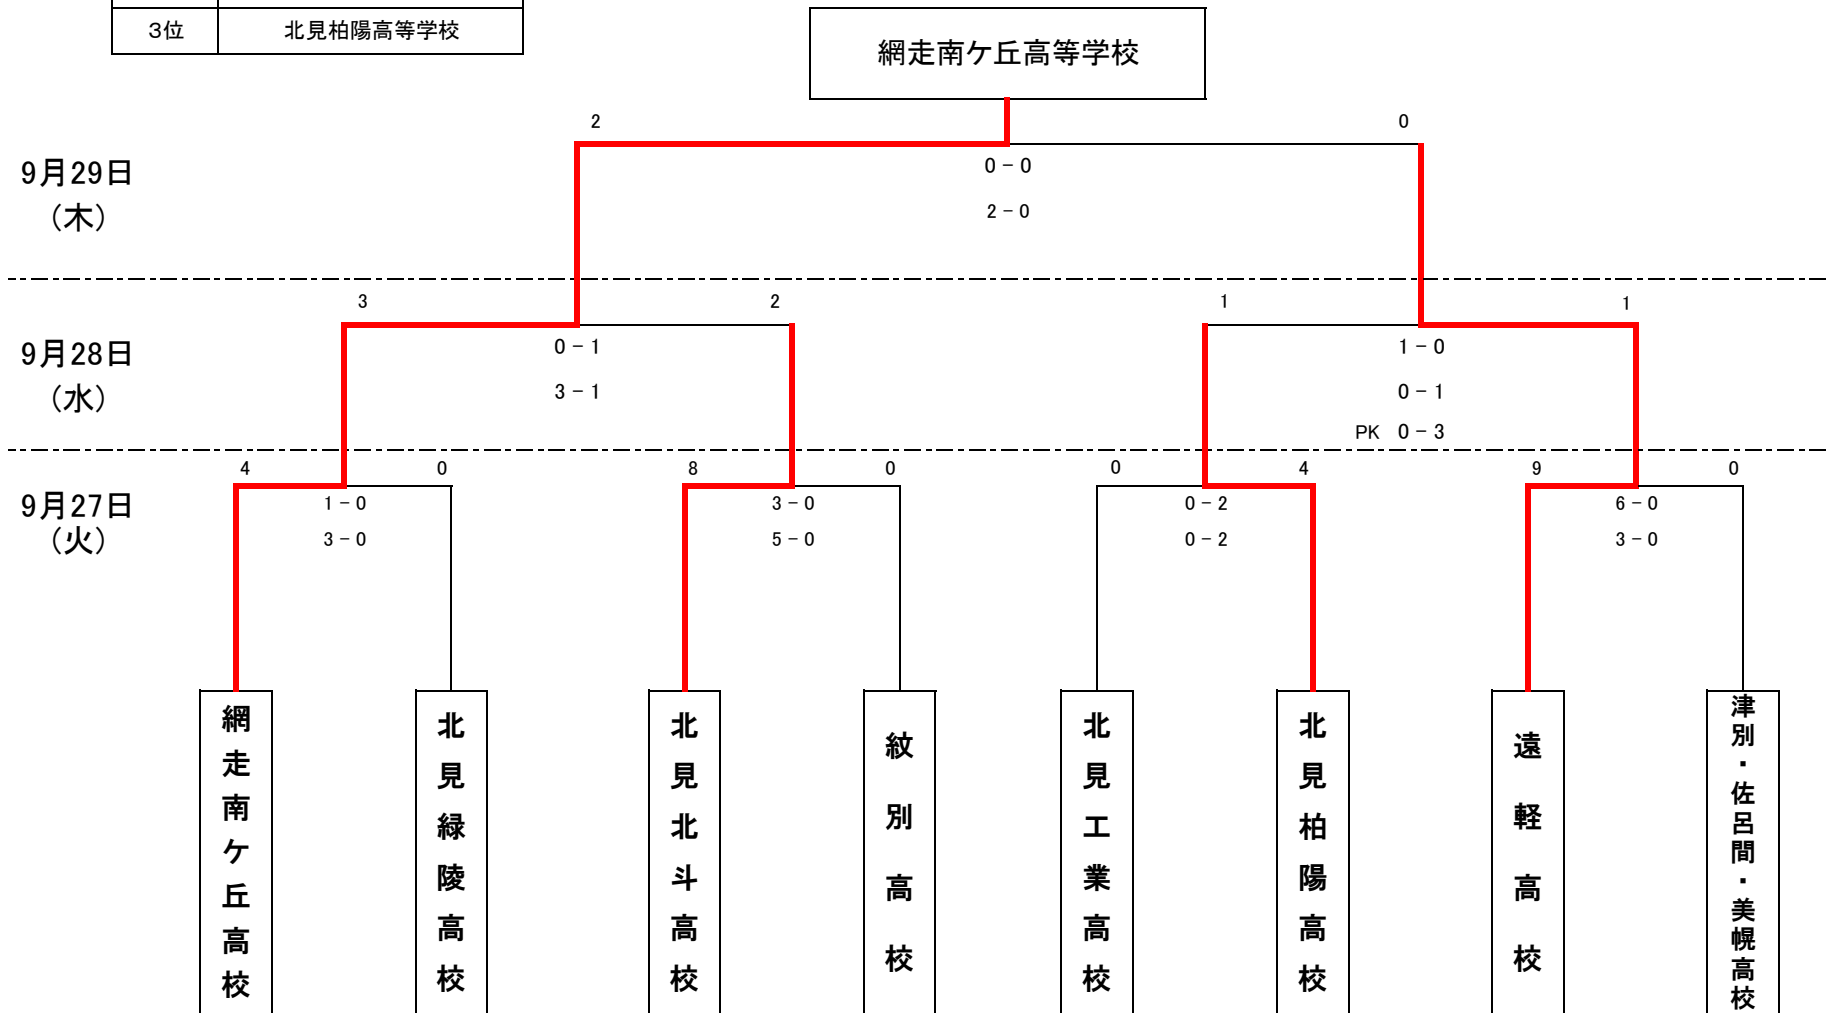 3位 北見柏陽高等学校
網走南ケ丘高等学校
2 0
9月29日
(木)
0 - 0
2 - 0
3 2 1 1
9月28日
(水)
0 - 1 1 - 0
3 - 1 0 - 1
PK 0 - 3
4 0 8 0 0 4 9 0
9月27日
(火)
1 - 0 3 - 0 0 - 2 6 - 0
3 - 0 5 - 0 0 - 2 3 - 0
網走南ケ丘高校
北見緑陵高校
北見北斗高校
紋別高校
北見工業高校
北見柏陽高校
遠軽高校
津別・佐呂間・美幌高校